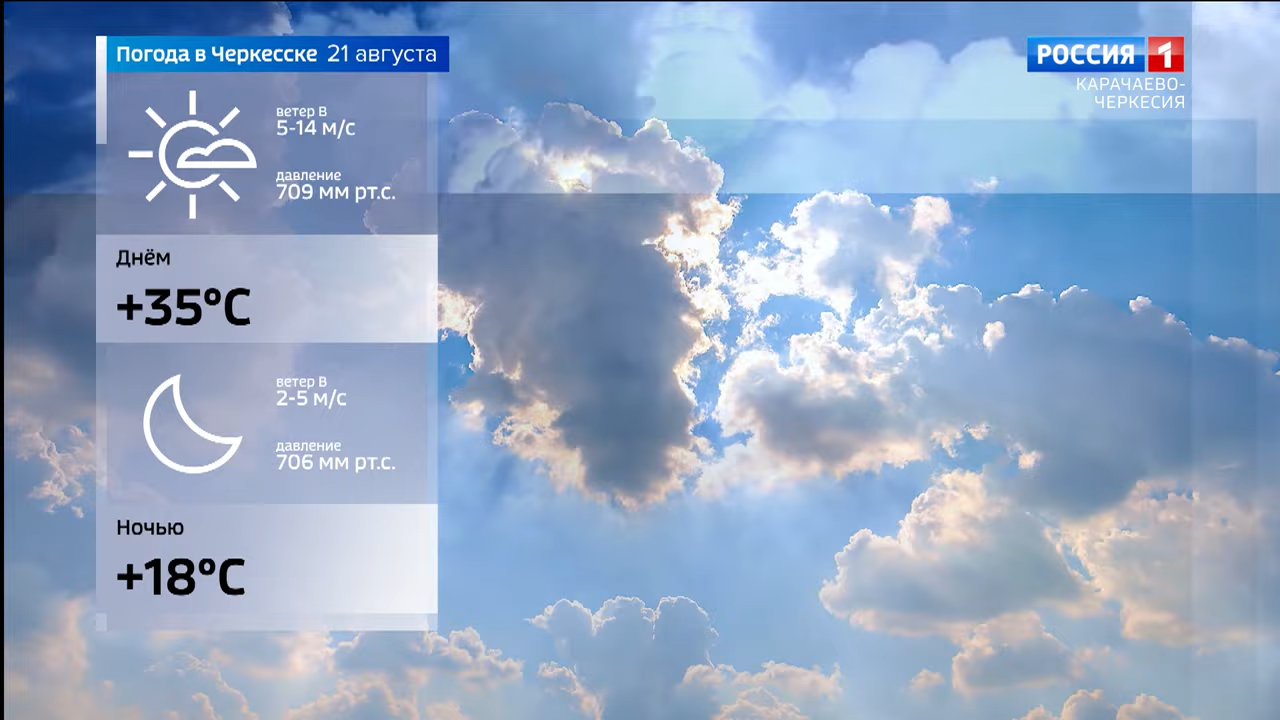 Погода в Черкесске 21 августа
РОССИЯ 1
КАРАЧАЕВО-
ЧЕРКЕСИЯ
ветер В
5-14 м/с
давление
709 мм рт.с.
Днём
+35°C
ветер В
2-5 м/с
давление
706 мм рт.с.
Ночью
+18°C